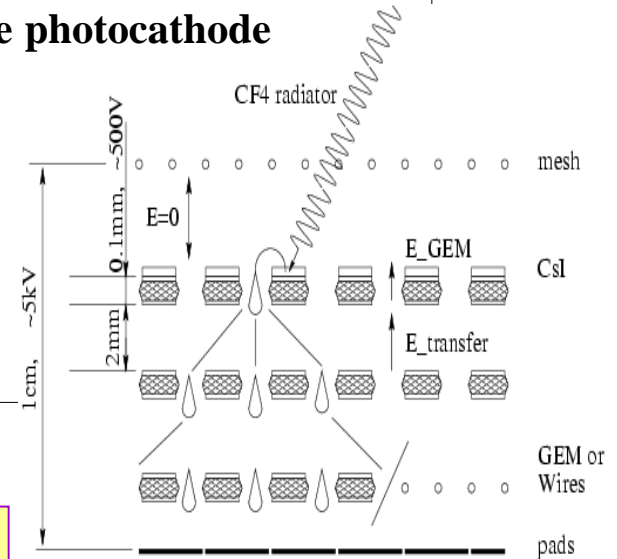 e photocathode
CF4 radiator
0.1mm, ~500V
mesh
E=0
E_GEM
CsI
1cm, ~5kV
2mm
E_transfer
GEM or
Wires
pads